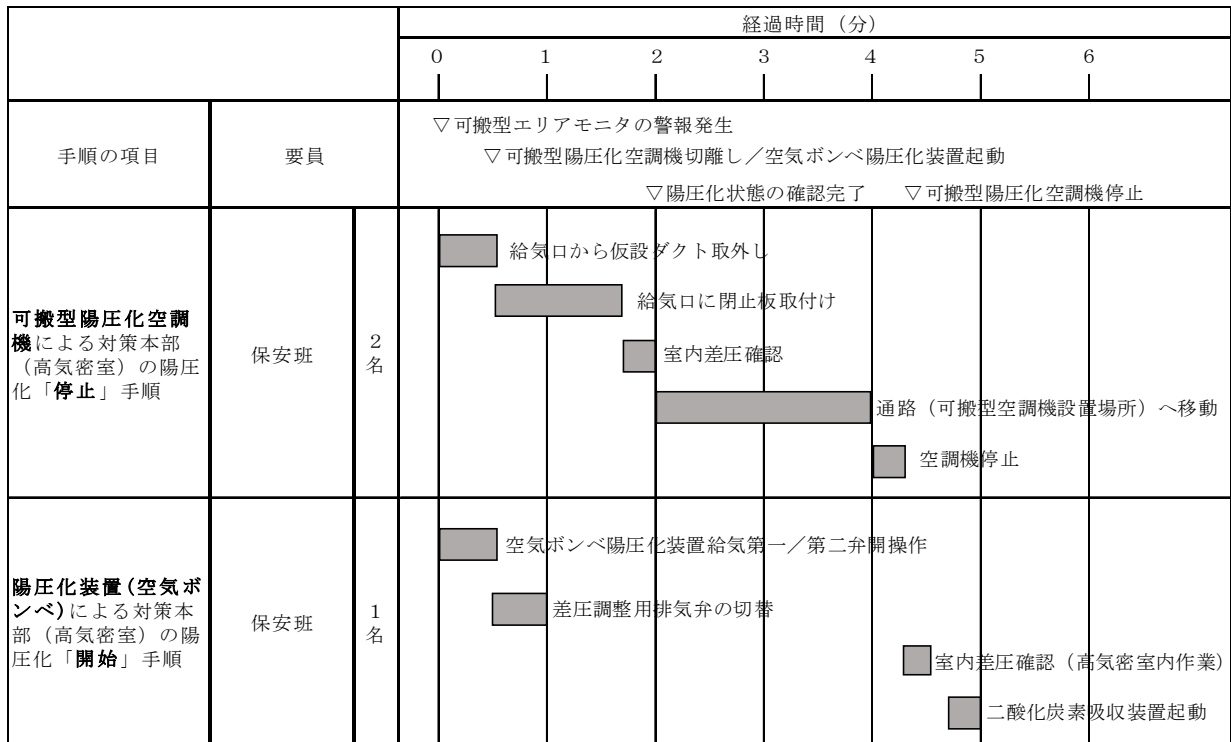 経過時間（分）
0 1 2 3 4 5 6
手順の項目
要員
▽可搬型エリアモニタの警報発生
▽可搬型陽圧化空調機切離し／空気ボンベ陽圧化装置起動
▽陽圧化状態の確認完了
▽可搬型陽圧化空調機停止
可搬型陽圧化空調
機による対策本部
（高気密室）の陽圧
化「停止」手順
保安班
2
名
給気口から仮設ダクト取外し
給気口に閉止板取付け
室内差圧確認
通路（可搬型空調機設置場所）へ移動
空調機停止
陽圧化装置(空気ボ
ンベ)による対策本
部（高気密室）の陽
圧化「開始」手順
保安班
1
名
空気ボンベ陽圧化装置給気第一／第二弁開操作
差圧調整用排気弁の切替
室内差圧確認（高気密室内作業）
二酸化炭素吸収装置起動